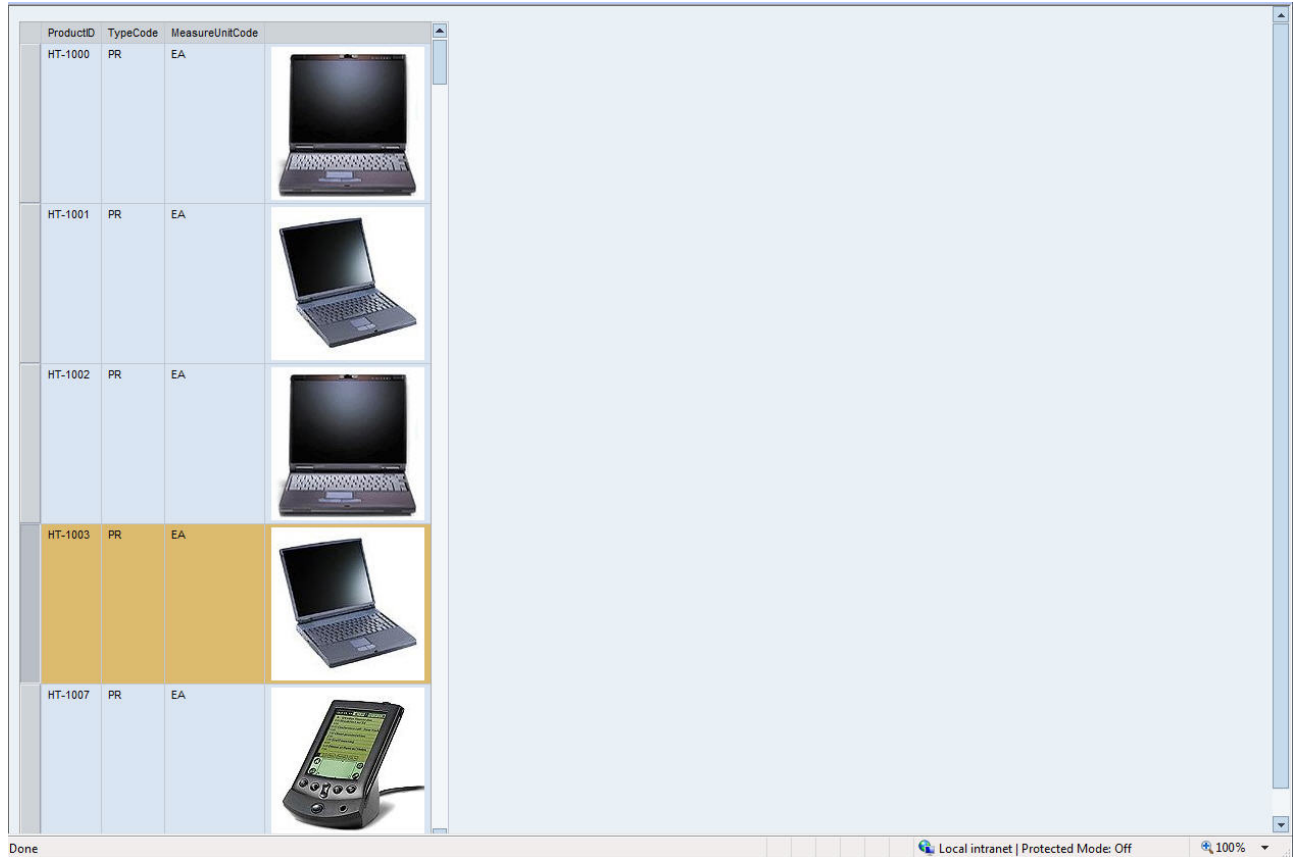 ProductID TypeCode MeasureUnitCode
HT-1000 PR EA
HT-1001 PR EA
HT-1002 PR EA
HT-1003 PR EA
HT-1007 PR EA
Done Local intranet | Protected Mode: Off 100%